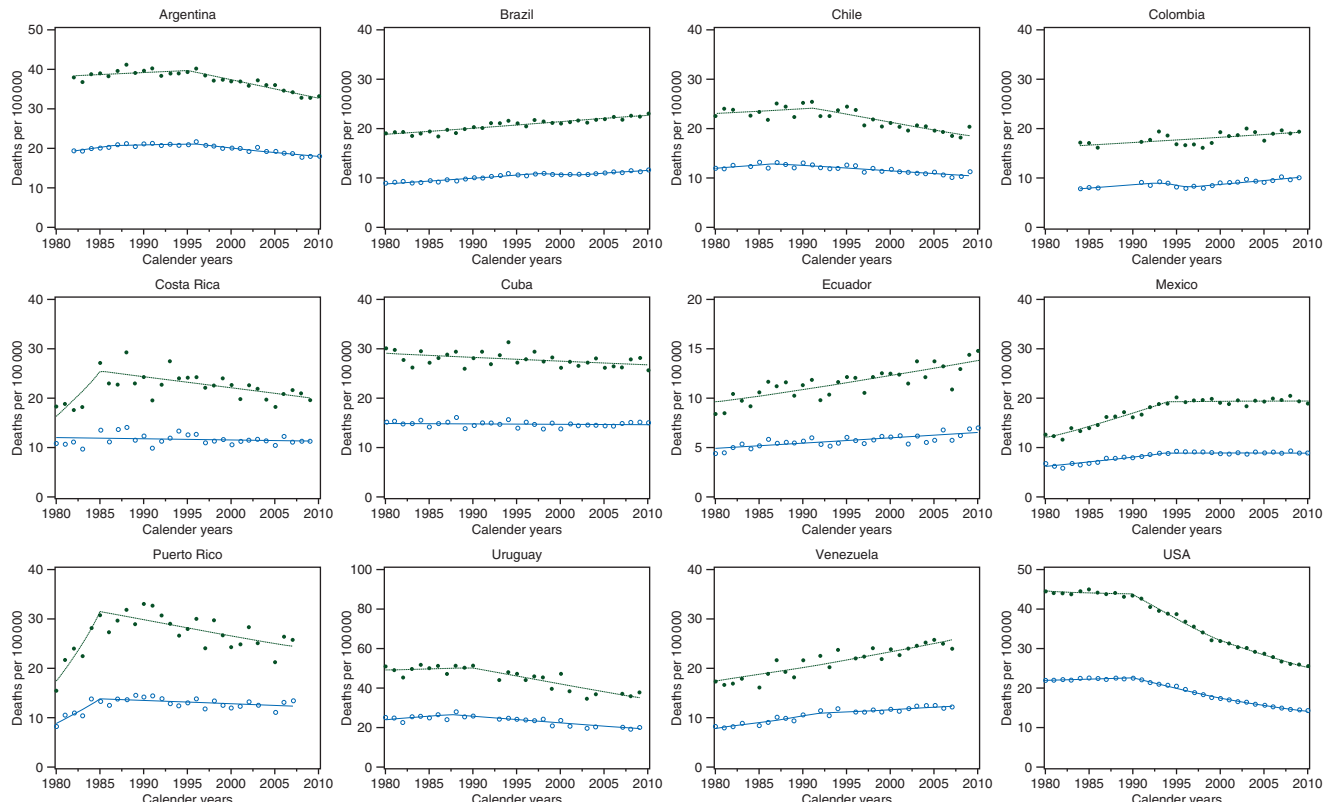 Argentina
Deaths per 100 000
50
40
30
20
10
0
1980 1985 1990 1995 2000 2005 2010
Calender years
Brazil
Deaths per 100 000
40
30
20
10
0
1980 1985 1990 1995 2000 2005 2010
Calender years
Chile
Deaths per 100 000
40
30
20
10
0
1980 1985 1990 1995 2000 2005 2010
Calender years
Colombia
Deaths per 100 000
40
30
20
10
0
1980 1985 1991 1995 2000 2005 2010
Calender years
Costa Rica
Deaths per 100 000
40
30
20
10
0
1980 1985 1990 1995 2000 2005 2010
Calender years
Cuba
Deaths per 100 000
40
30
20
10
0
1980 1985 1990 1995 2000 2005 2010
Calender years
Ecuador
Deaths per 100 000
20
15
10
5
0
1980 1985 1990 1995 2000 2005 2010
Calender years
Mexico
Deaths per 100 000
40
30
20
10
0
1980 1985 1991 1995 2000 2005 2010
Calender years
Puerto Rico
Deaths per 100 000
40
30
20
10
0
1980 1985 1990 1995 2000 2005 2010
Calender years
Uruguay
Deaths per 100 000
100
80
60
40
20
0
1980 1985 1990 1995 2000 2005 2010
Calender years
Venezuela
Deaths per 100 000
40
30
20
10
0
1980 1985 1990 1995 2000 2005 2010
Calender years
USA
Deaths per 100 000
50
40
30
20
10
0
1980 1985 1990 1995 2000 2005 2010
Calender years